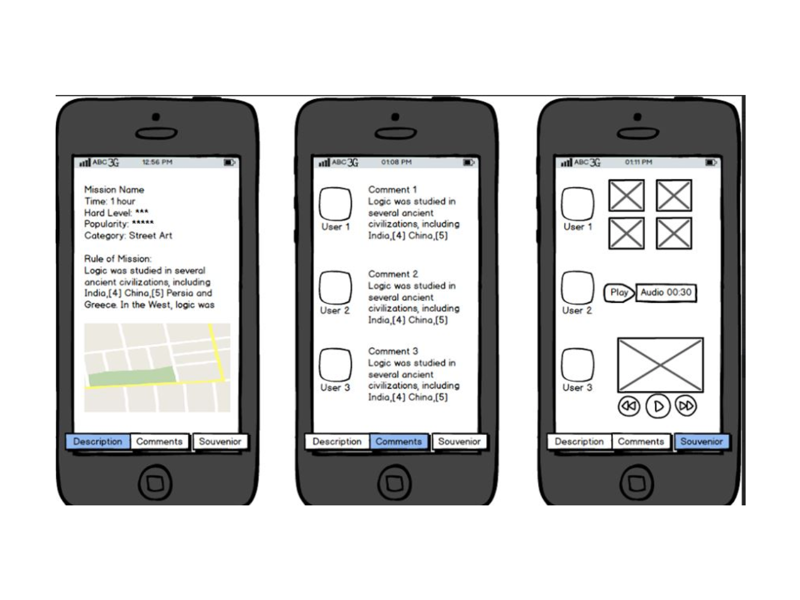 ABC 3G 12:56 PM
Mission Name
Time: 1 hour
Hard Level: ***
Popularity: *****
Category: Street Art
Rule of Mission:
Logic was studied in several
ancient civilizations, including
India,[4] China,[5] Persia and
Greece. In the West, logic was
Description Comments Souvenior
ABC 3G 01:08 PM
User 1
Comment 1
Logic was studied in
several ancient
civilizations, including
India,[4] China,[5]
User 2
Comment 2
Logic was studied in
several ancient
civilizations, including
India,[4] China,[5]
User 3
Comment 3
Logic was studied in
several ancient
civilizations, including
India,[4] China,[5]
Description Comments Souvenior
ABC 3G 01:11 PM
User 1
User 2
Play Audio 00:30
User 3
Description Comments Souvenior